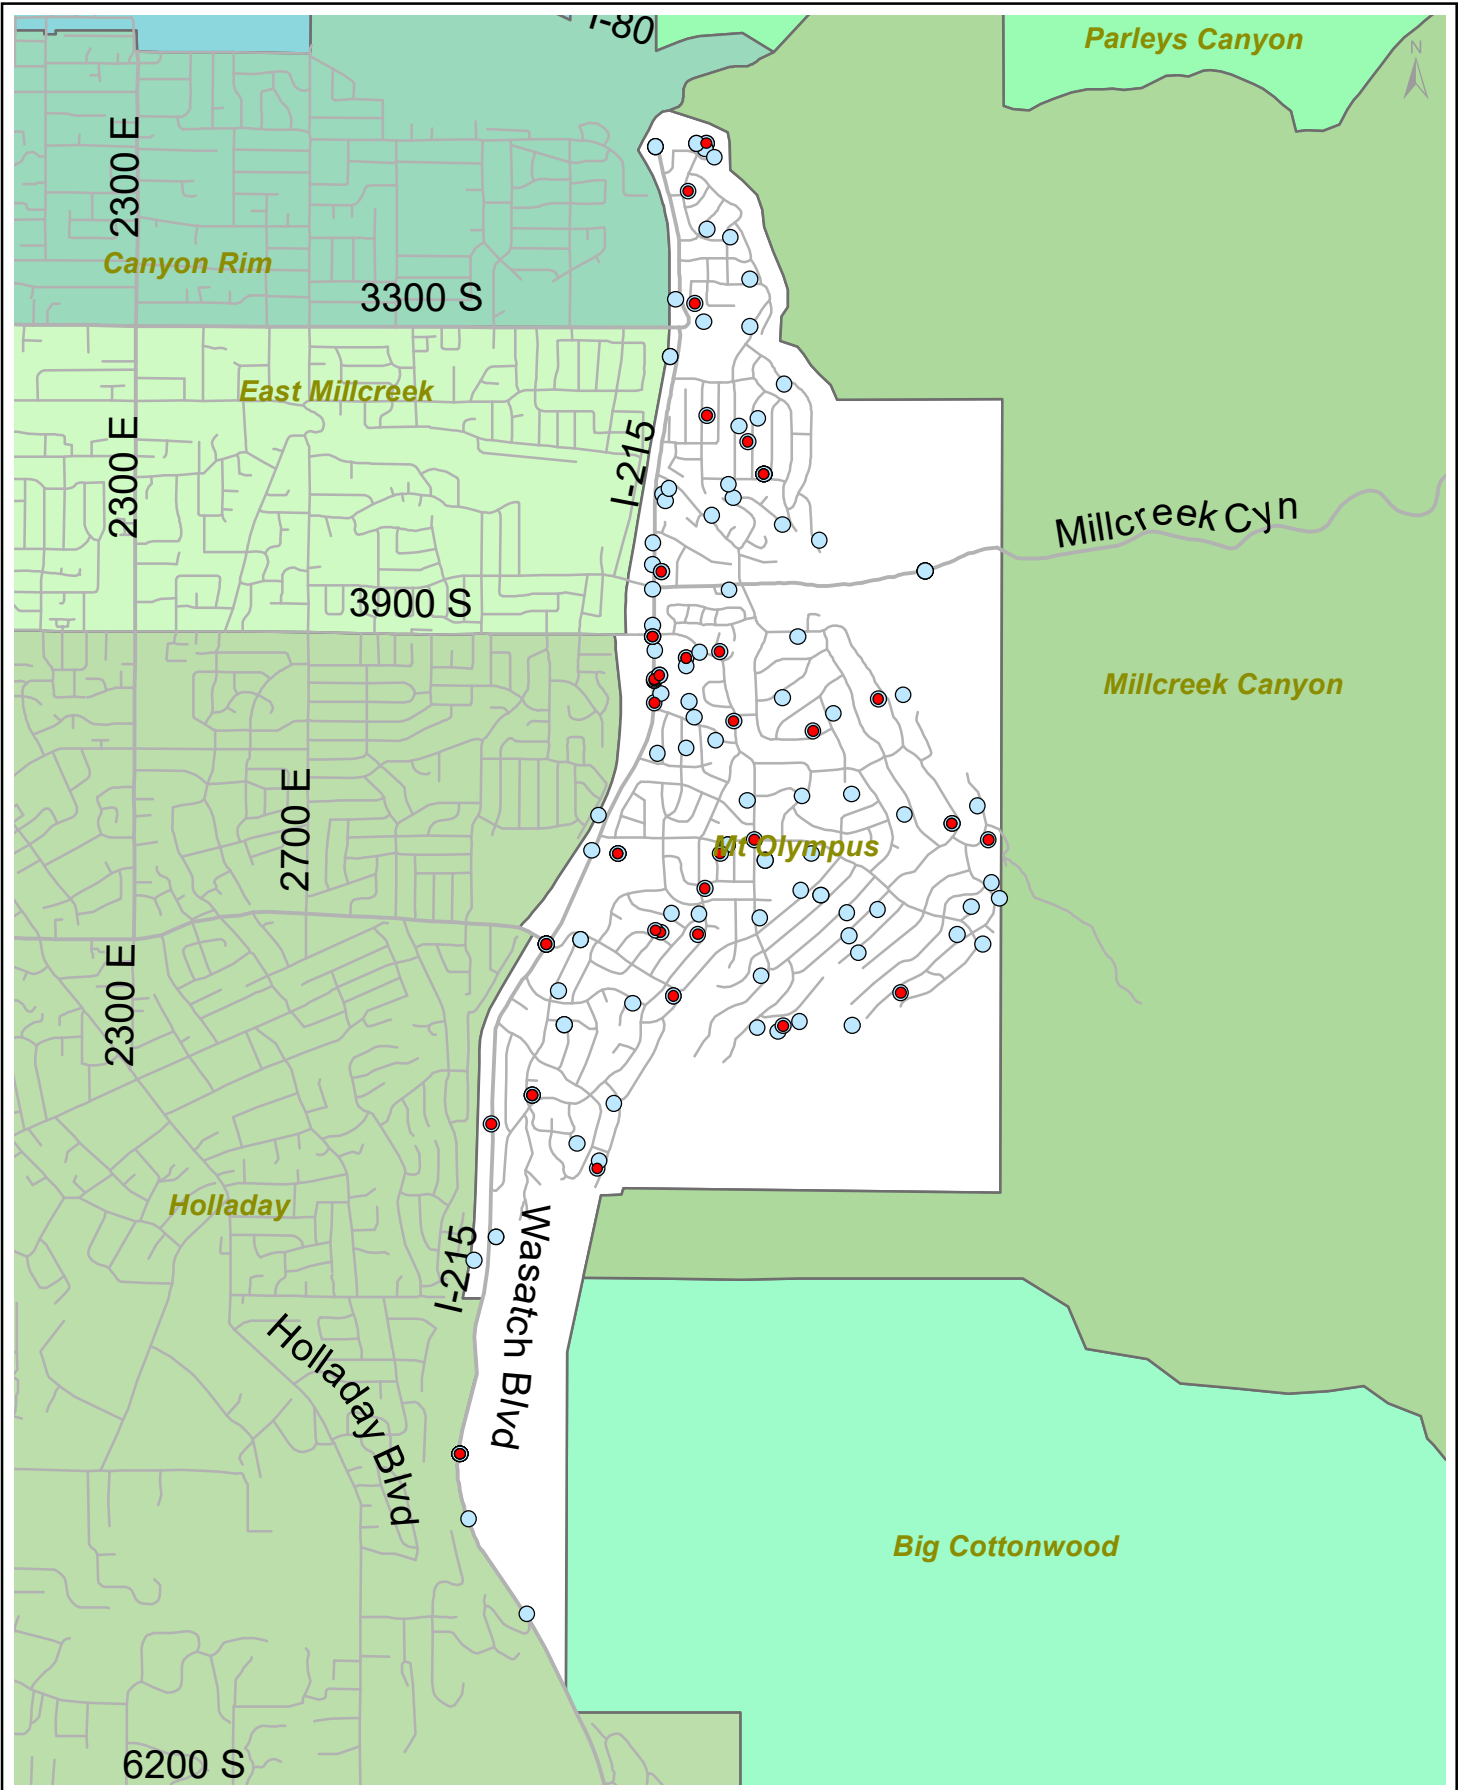 I-80
Parleys Canyon
N
2300 E
Canyon Rim
3300 S
East Millcreek
2300 E
I-215
Millcreek Cyn
3900 S
Millcreek Canyon
2700 E
Mt Olympus
2300 E
Holladay
I-215
Wasatch Blvd
Holladay Blvd
Big Cottonwood
6200 S